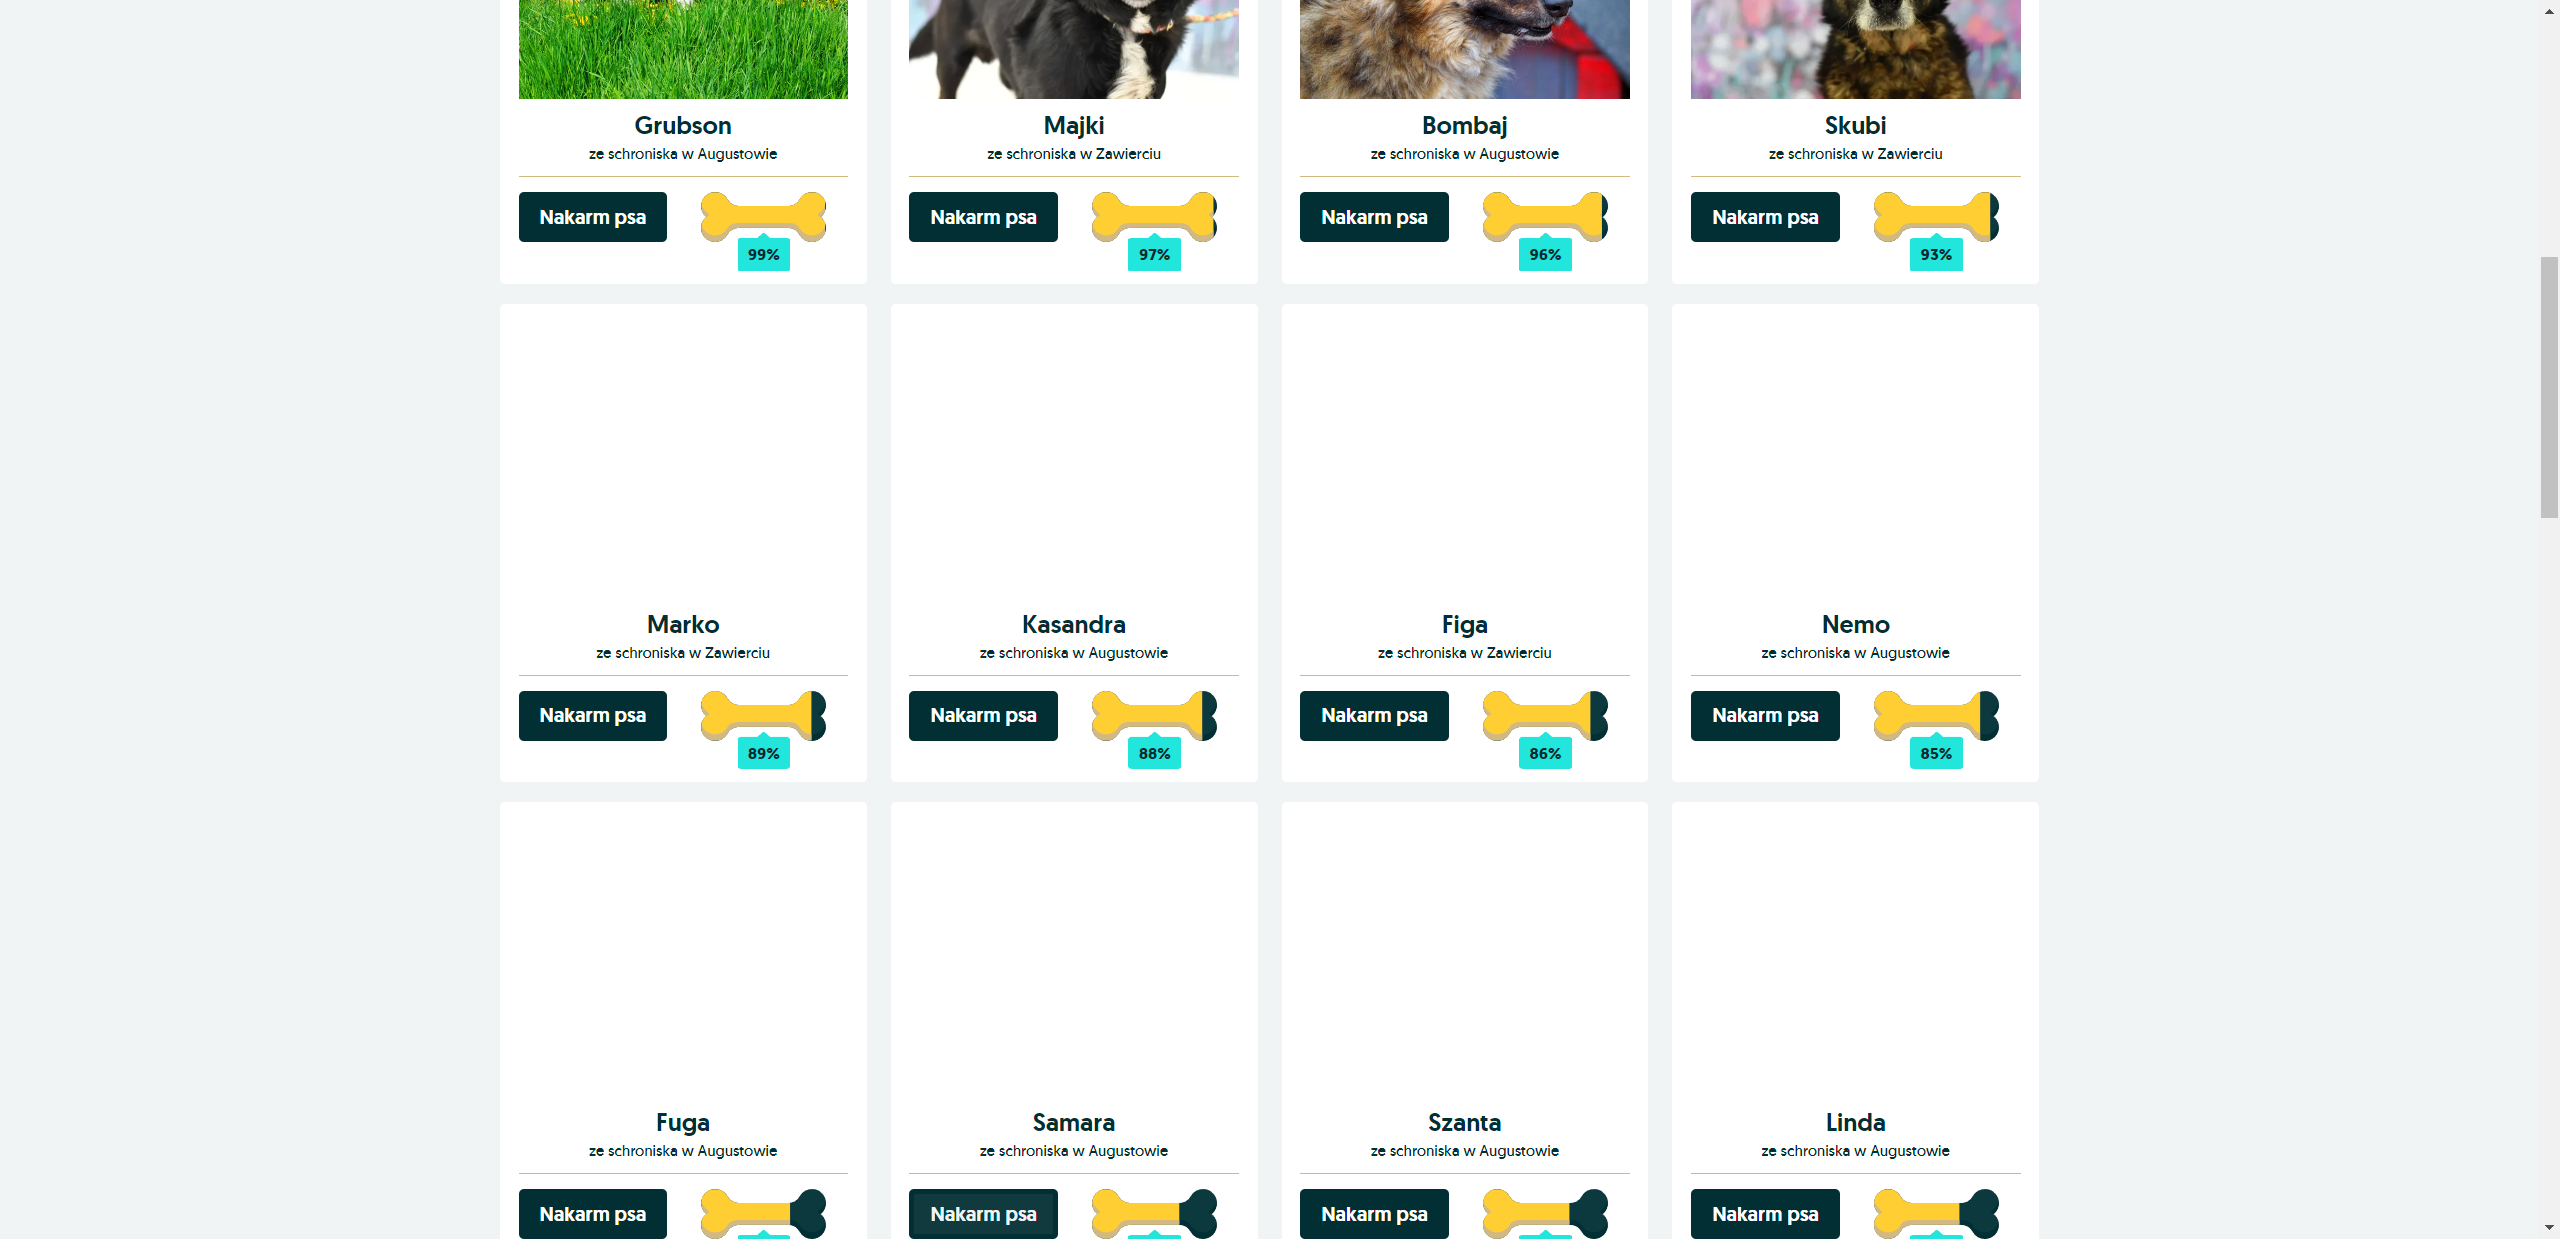 Grubson
ze schroniska w Augustowie
Nakarm psa
99%
Majki
ze schroniska w Zawierciu
Nakarm psa
97%
Bombaj
ze schroniska w Augustowie
Nakarm psa
96%
Skubi
ze schroniska w Zawierciu
Nakarm psa
93%
Marko
ze schroniska w Zawierciu
Nakarm psa
89%
Kasandra
ze schroniska w Augustowie
Nakarm psa
88%
Figa
ze schroniska w Zawierciu
Nakarm psa
86%
Nemo
ze schroniska w Augustowie
Nakarm psa
85%
Fuga
ze schroniska w Augustowie
Nakarm psa
Samara
ze schroniska w Augustowie
Nakarm psa
Szanta
ze schroniska w Augustowie
Nakarm psa
Linda
ze schroniska w Augustowie
Nakarm psa